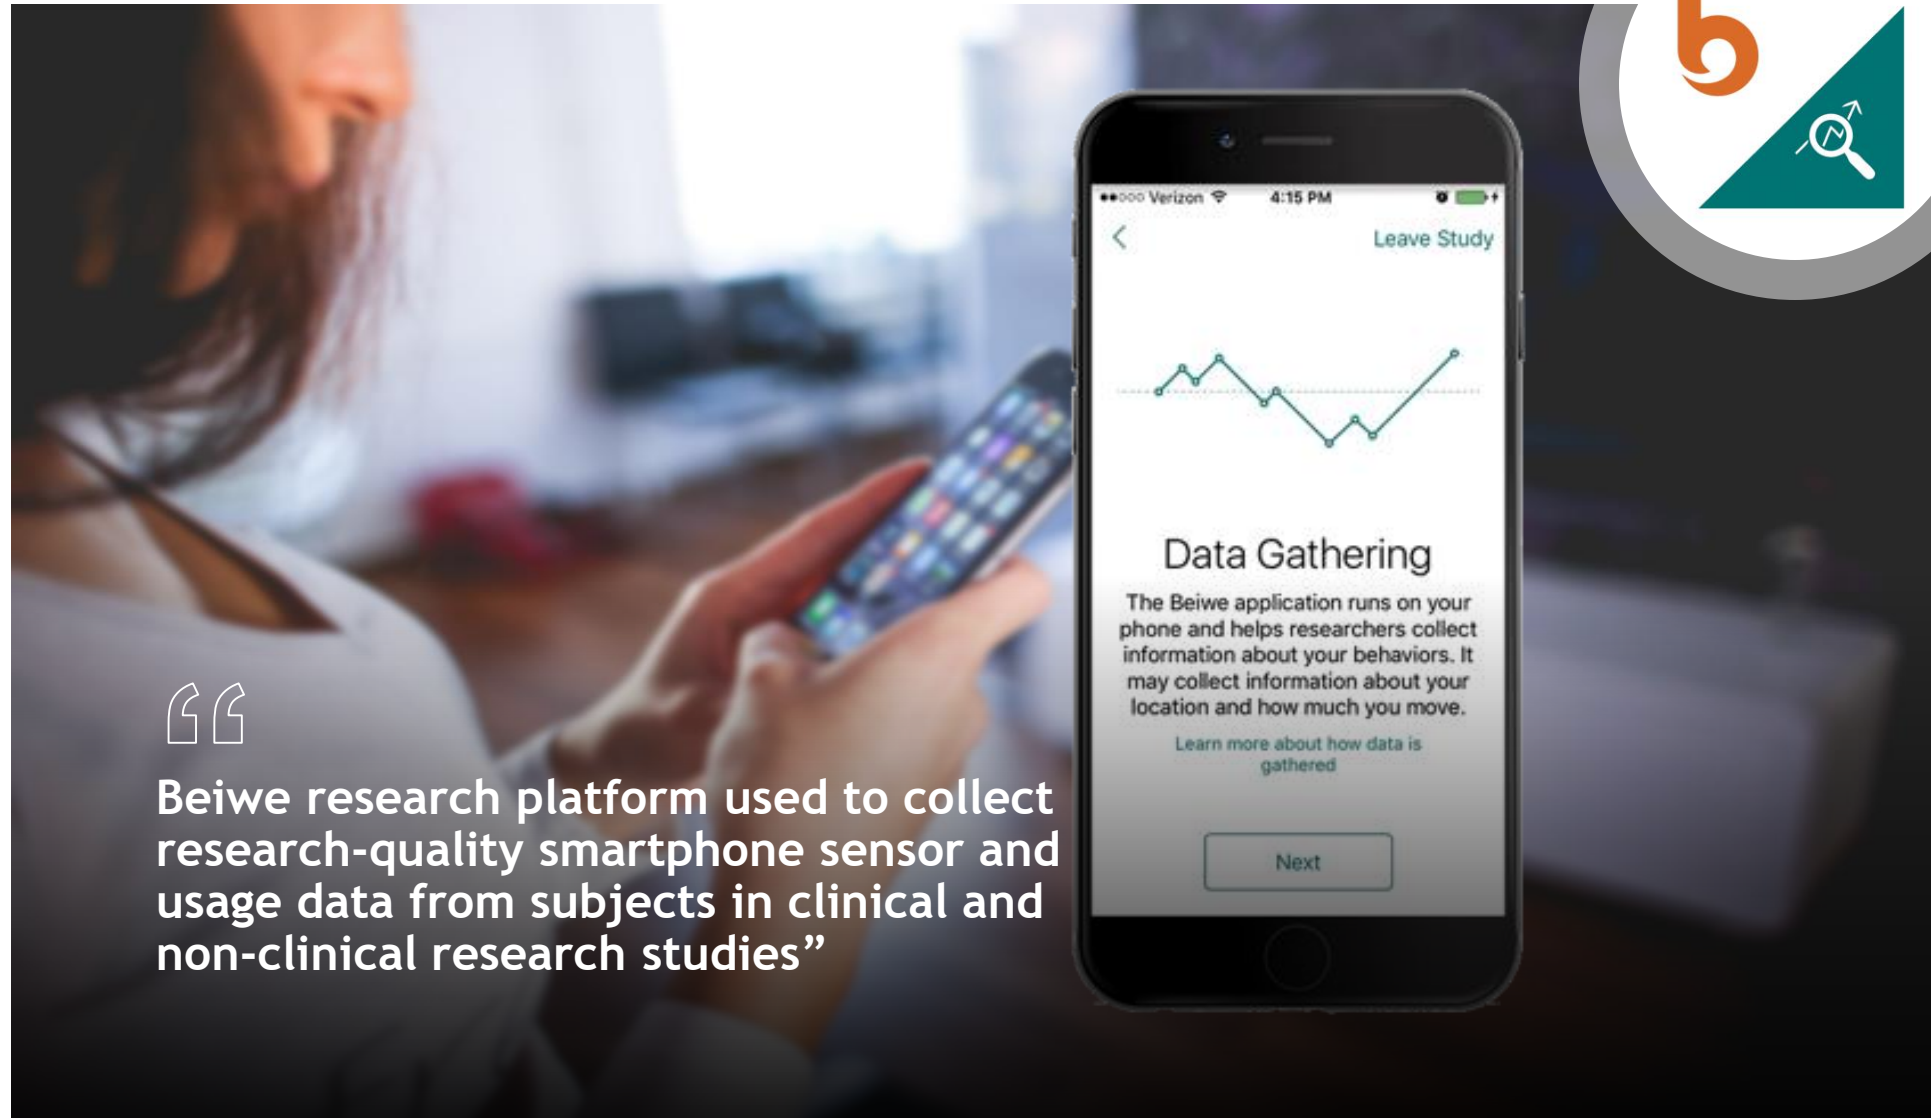 b
●●○○○ Verizon 4:15 PM
Leave Study
Data Gathering
The Beiwe application runs on your
phone and helps researchers collect
information about your behaviors. It
may collect information about your
location and how much you move.
Learn more about how data is
gathered
Next
“
Beiwe research platform used to collect
research-quality smartphone sensor and
usage data from subjects in clinical and
non-clinical research studies”